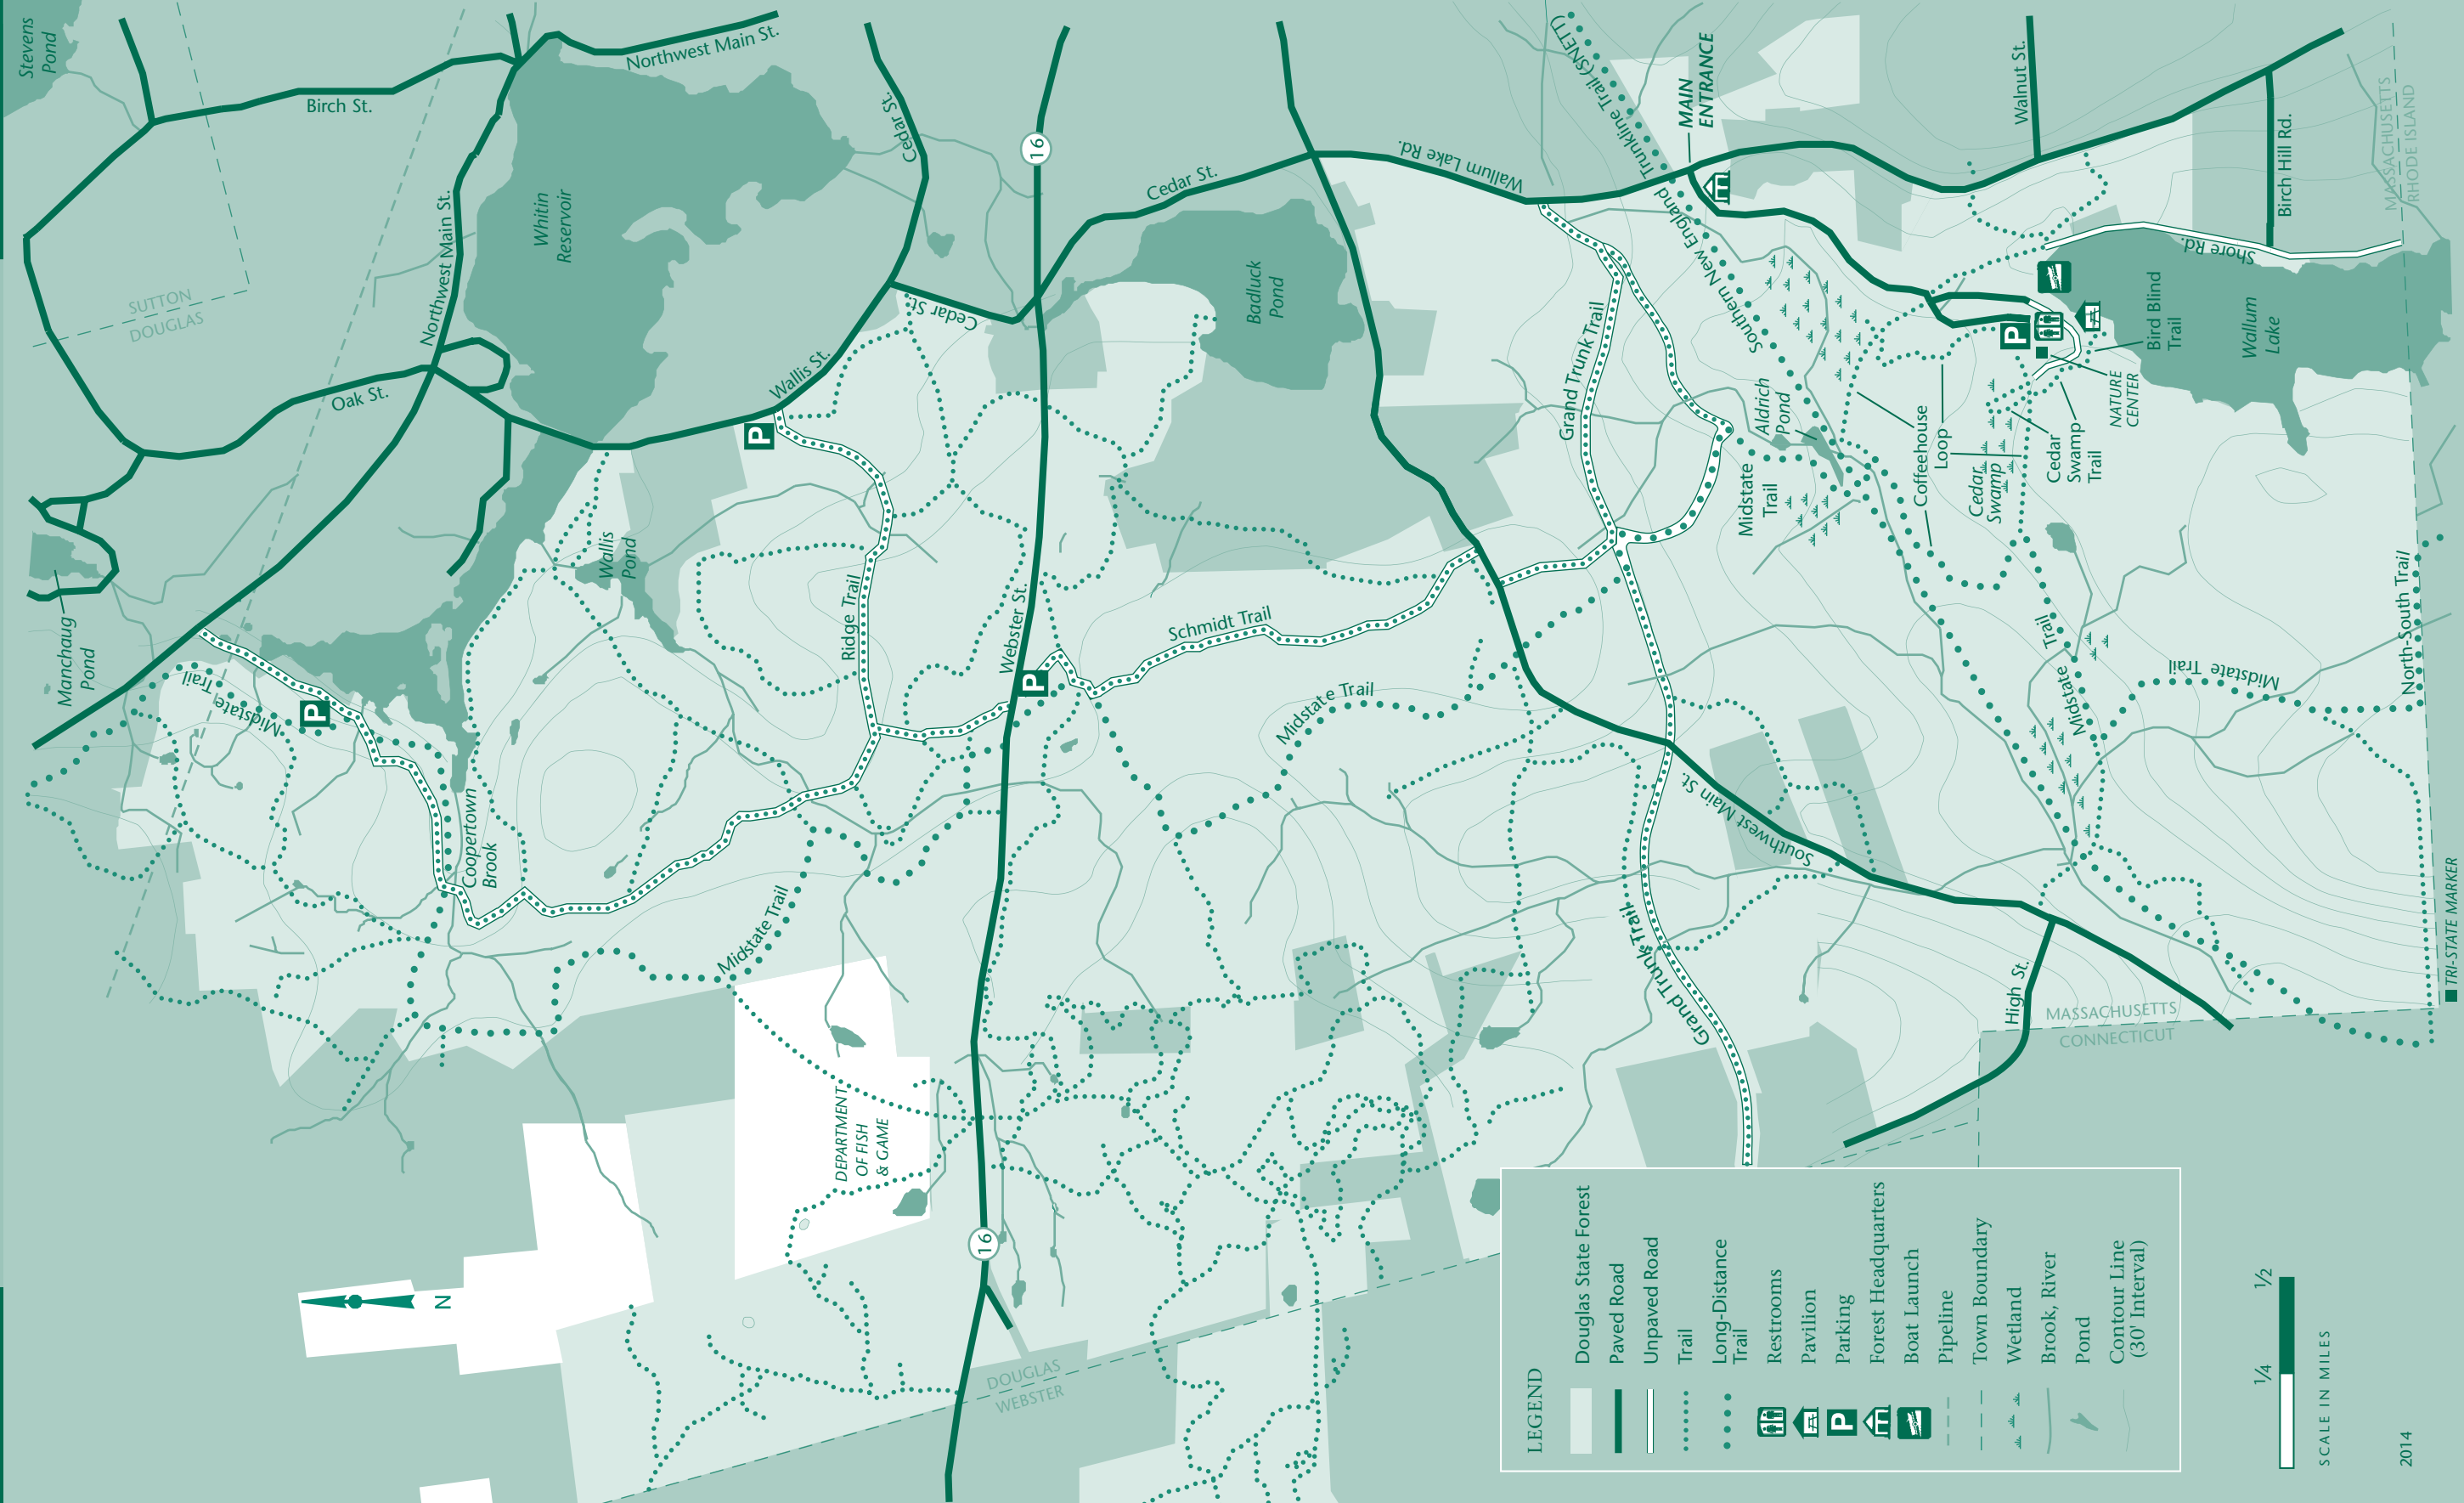 Stevens
Pond
Birch St.
Northwest Main St.
Whitin
Reservoir
Northwest Main St.
SUTTON
DOUGLAS
Oak St.
Manchaug
Pond
Midstate
Trail
P
Coopertown
Brook
Wallis
Pond
Wallis St.
P
Cedar St.
Cedar St.
16
Cedar St.
Badluck
Pond
Ridge Trail
Webster St.
P
Schmidt Trail
Midstate Trail
Midstate Trail
DEPARTMENT
OF FISH
& GAME
16
DOUGLAS
WEBSTER
N
Wallum Lake Rd.
Southern New England Trunkline Trail (SNETT)
MAIN
ENTRANCE
Walnut St.
Birch Hill Rd.
MASSACHUSETTS
RHODE ISLAND
Shore Rd.
Grand Trunk Trail
Aldrich
Pond
Midstate
Trail
Coffeehouse
Loop
Cedar
Swamp
Cedar
Swamp
Trail
NATURE
CENTER
P
Bird Blind
Trail
Wallum
Lake
Midstate
Trail
Midstate Trail
North-South Trail
Southwest Main St.
Grand Trunk Trail
High St.
MASSACHUSETTS
CONNECTICUT
TRI-STATE MARKER
LEGEND
Douglas State Forest
Paved Road
Unpaved Road
Trail
Long-Distance
Trail
Restrooms
Pavilion
P
Parking
Forest Headquarters
Boat Launch
Pipeline
Town Boundary
Wetland
Brook, River
Pond
Contour Line
(30' Interval)
¼
½
SCALE IN MILES
2014